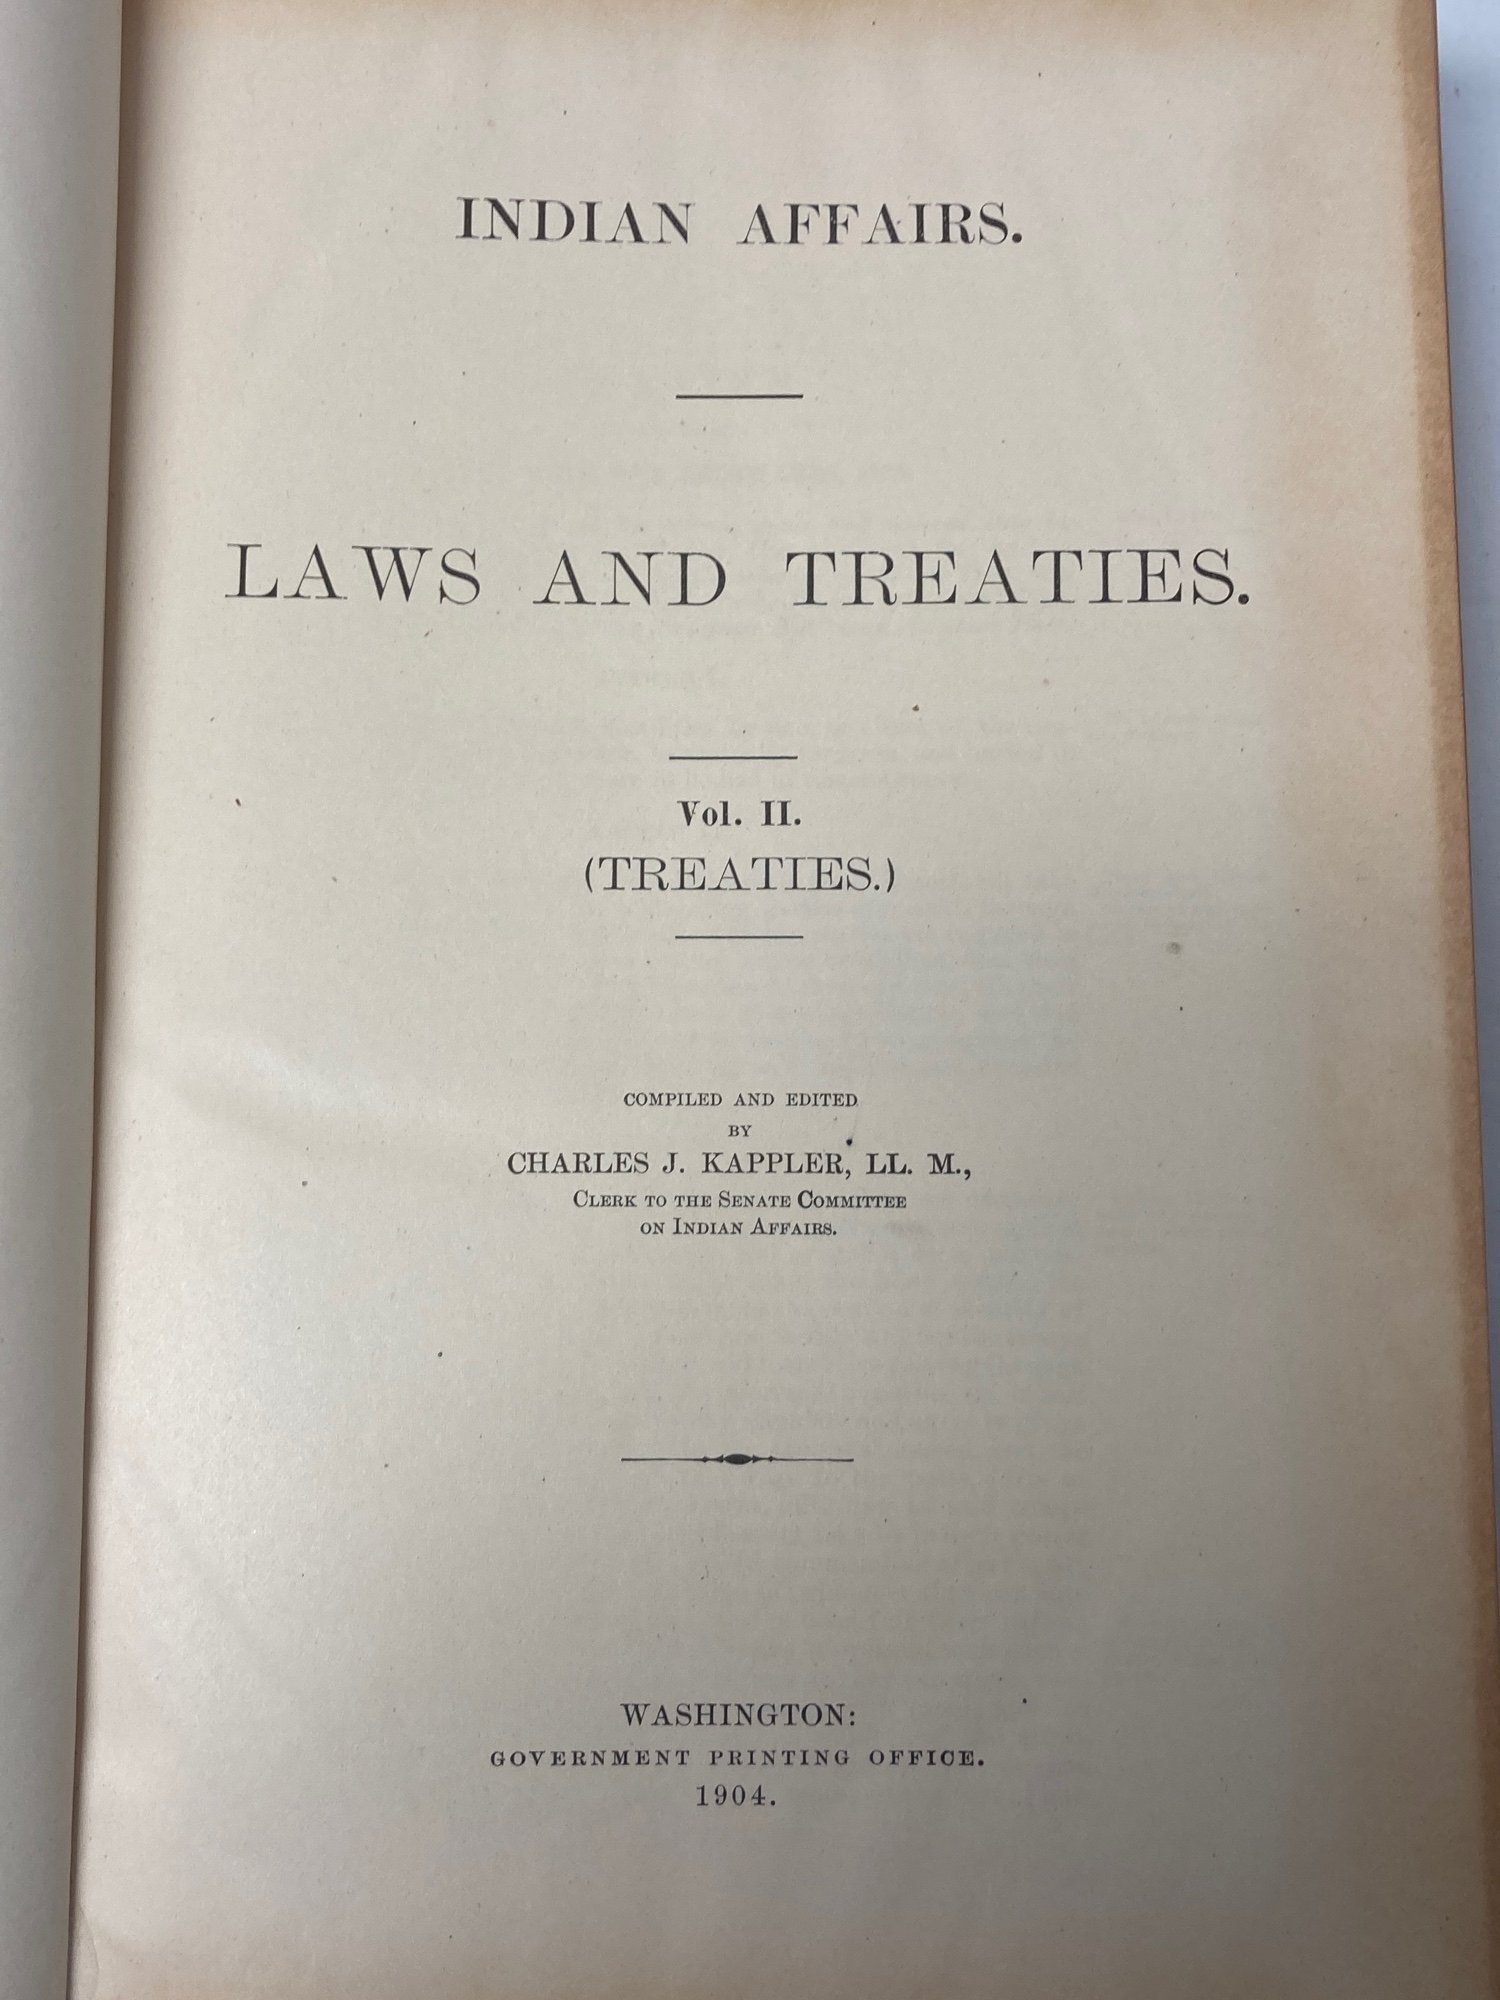 INDIAN AFFAIRS.
LAWS AND TREATIES.
Vol. II.
(TREATIES.)
COMPILED AND EDITED
BY
CHARLES J. KAPPLER, LL. M.,
CLERK TO THE SENATE COMMITTEE
ON INDIAN AFFAIRS.
WASHINGTON:
GOVERNMENT PRINTING OFFICE.
1904.